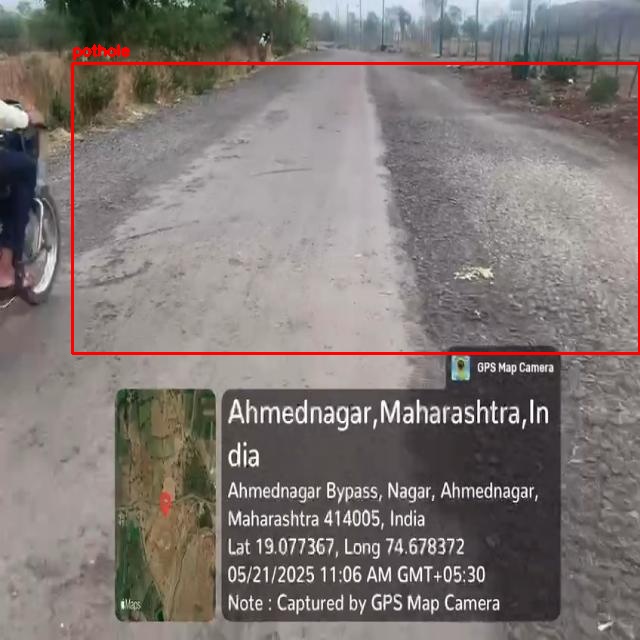 pothole
GPS Map Camera
Ahmednagar,Maharashtra,In
dia
Ahmednagar Bypass, Nagar, Ahmednagar,
Maharashtra 414005, India
Lat 19.077367, Long 74.678372
05/21/2025 11:06 AM GMT+05:30
Note : Captured by GPS Map Camera
Maps